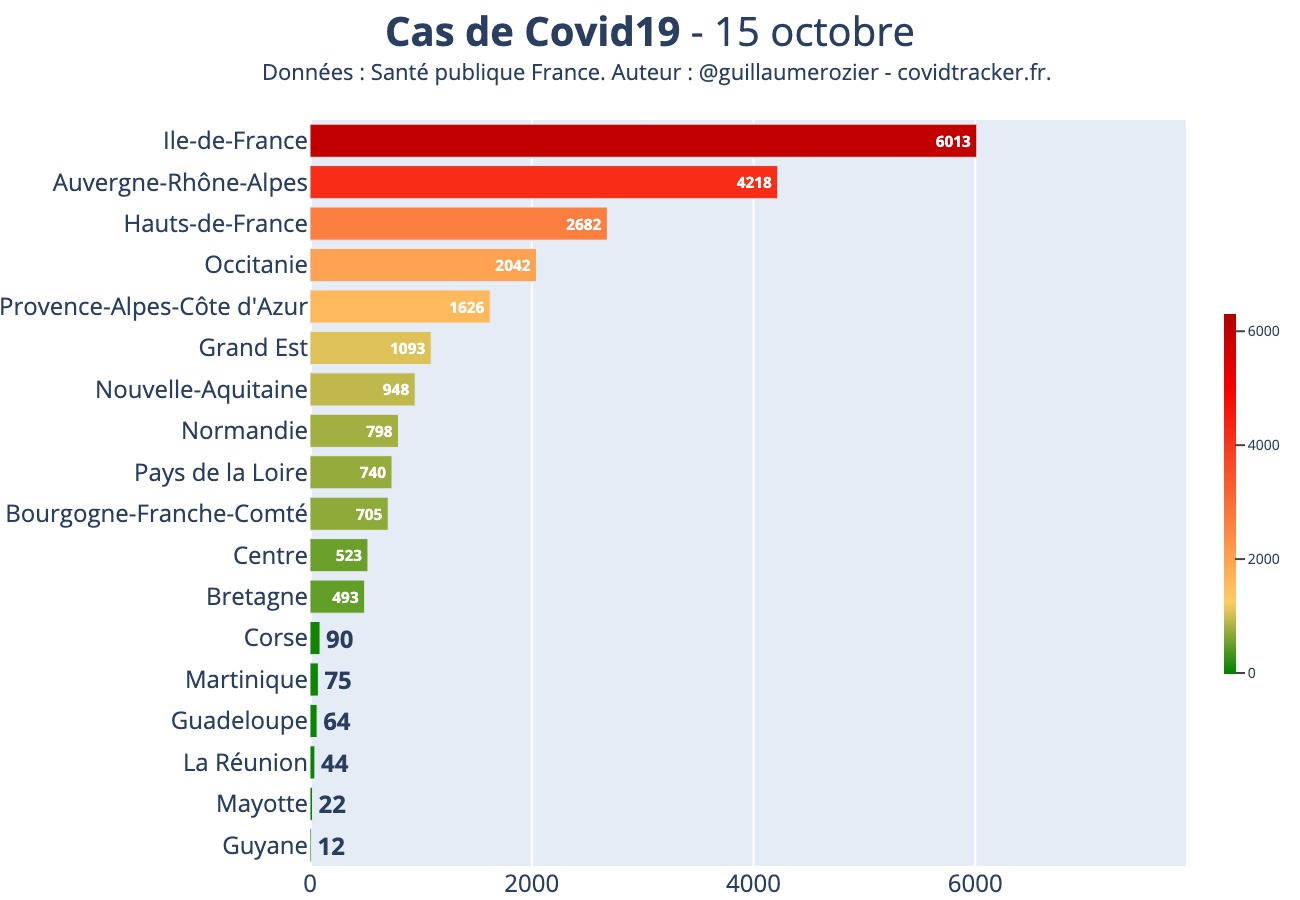 Cas de Covid19 - 15 octobre
Données : Santé publique France. Auteur : @guillaumerozier - covidtracker.fr.
Ile-de-France 6013
Auvergne-Rhône-Alpes 4218
Hauts-de-France 2682
Occitanie 2042
Provence-Alpes-Côte d'Azur 1626
Grand Est 1093
Nouvelle-Aquitaine 948
Normandie 798
Pays de la Loire 740
Bourgogne-Franche-Comté 705
Centre 523
Bretagne 493
Corse 90
Martinique 75
Guadeloupe 64
La Réunion 44
Mayotte 22
Guyane 12
0 2000 4000 6000
6000
4000
2000
0